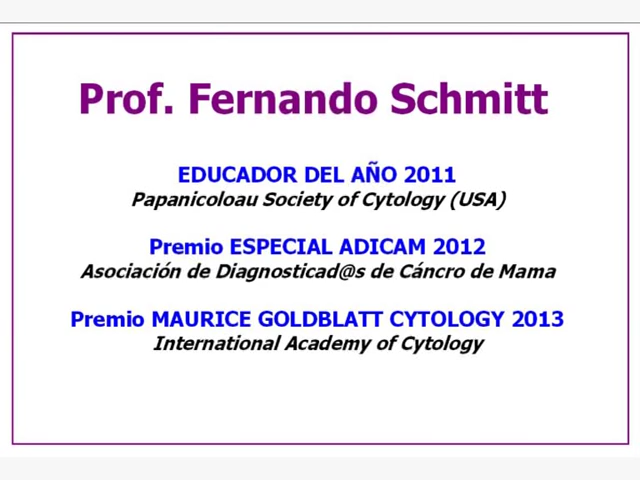 Prof. Fernando Schmitt
EDUCADOR DEL AÑO 2011
Papanicoloau Society of Cytology (USA)
Premio ESPECIAL ADICAM 2012
Asociación de Diagnosticad@s de Cáncro de Mama
Premio MAURICE GOLDBLATT CYTOLOGY 2013
International Academy of Cytology